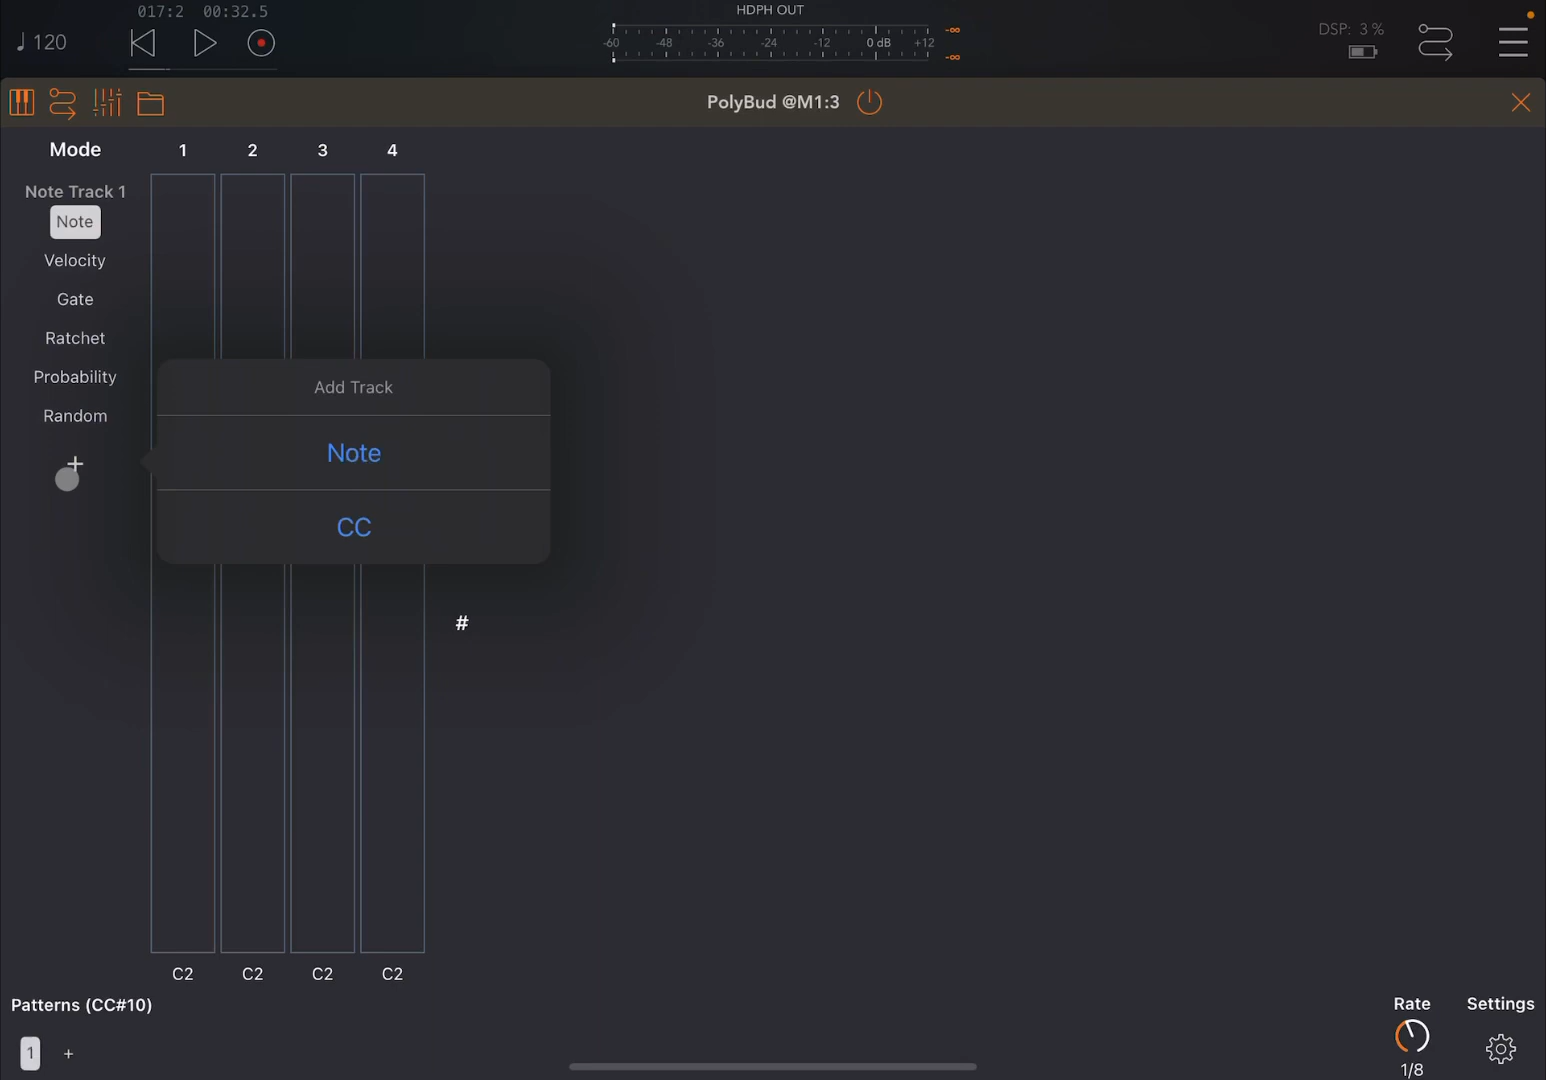 017:2 00:32.5
HDPH OUT
♩ 120
-60 -48 -36 -24 -12 0 dB +12
-∞
-∞
DSP: 3 %
PolyBud @M1:3
Mode
1 2 3 4
Note Track 1
Note
Velocity
Gate
Ratchet
Probability
Random
+
Add Track
Note
CC
#
C2 C2 C2 C2
Patterns (CC#10)
1 +
Rate
1/8
Settings